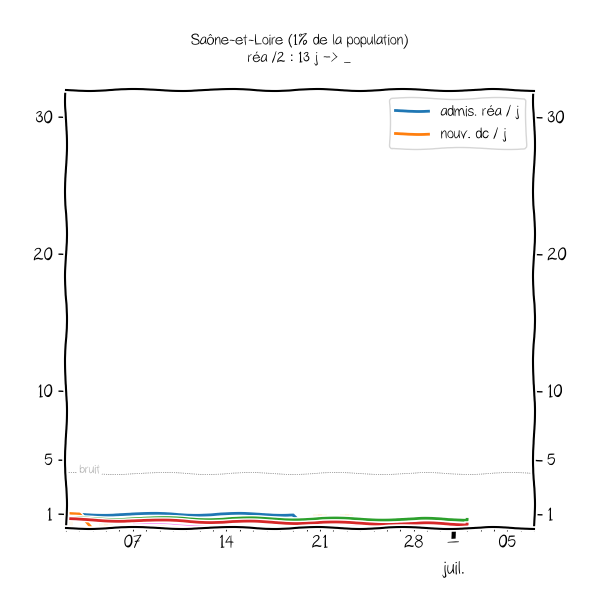 Saône-et-Loire (1% de la population)
réa /2 : 13 j -> _
admis. réa / j
nouv. dc / j
30
30
20
20
10
10
5
5
bruit
1
1
07
14
21
28
05
juil.